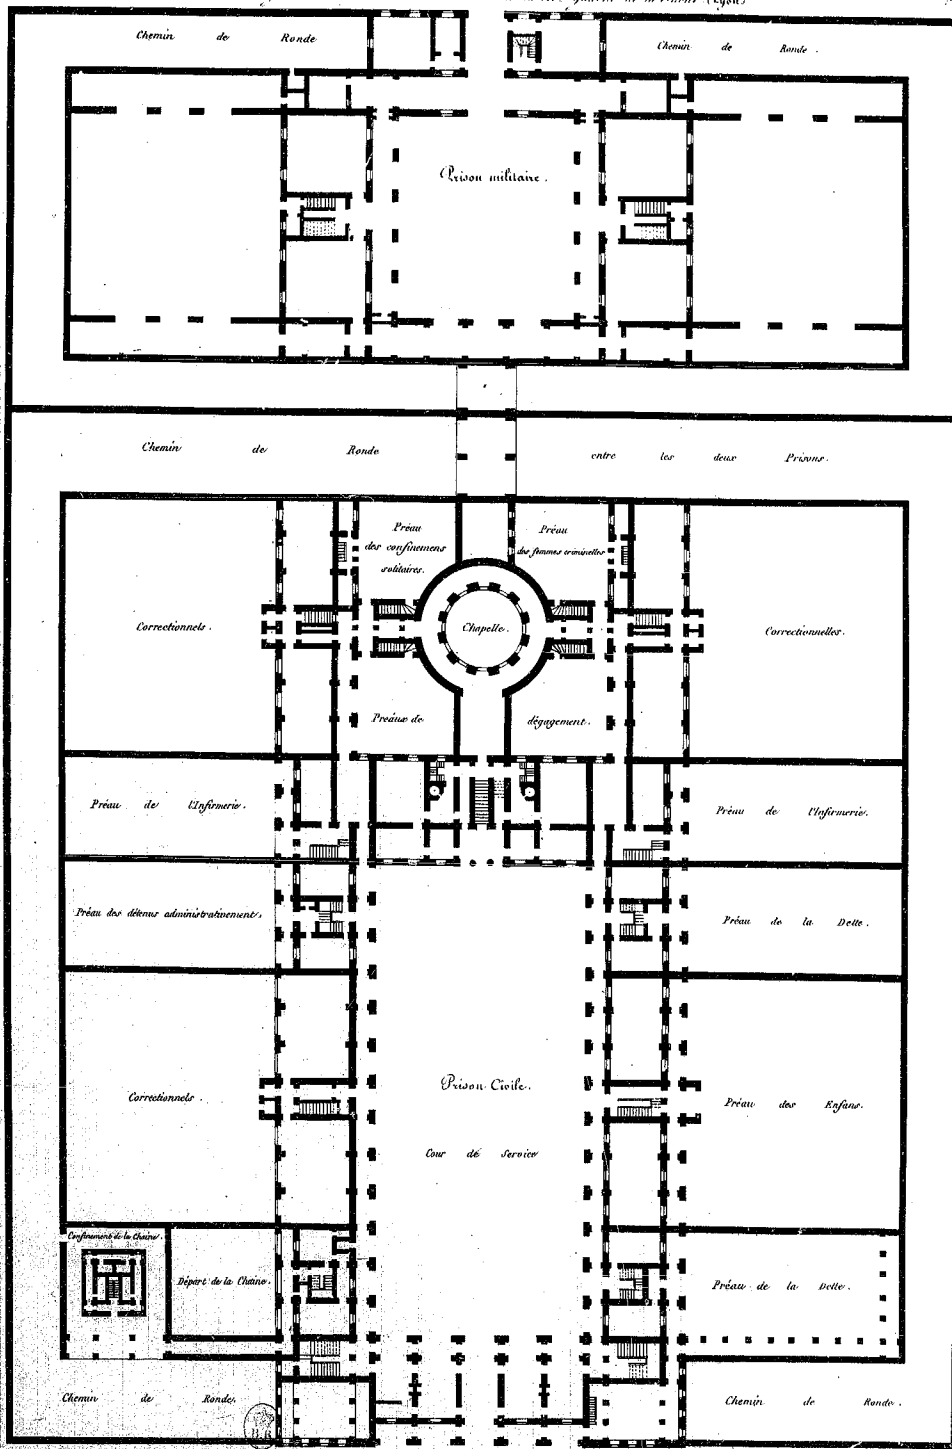 (Lyon)
Chemin de Ronde
Chemin de Ronde.
Prison militaire.
Chemin de Ronde
entre les deux Prisons.
Préau
des confinemens
solitaires.
Préau
des femmes criminelles
Correctionnels.
Chapelle.
Correctionnelles.
Préaux de
dégagement.
Préau de l'Infirmerie.
Préau de l'Infirmerie.
Préau des détenus administrativement.
Préau de la Dette.
Prison Civile.
Correctionnels.
Préau des Enfans.
Cour de Service
Confinement de la Chaine.
Départ de la Chaine.
Préau de la Dette.
Chemin de Ronde.
Chemin de Ronde.